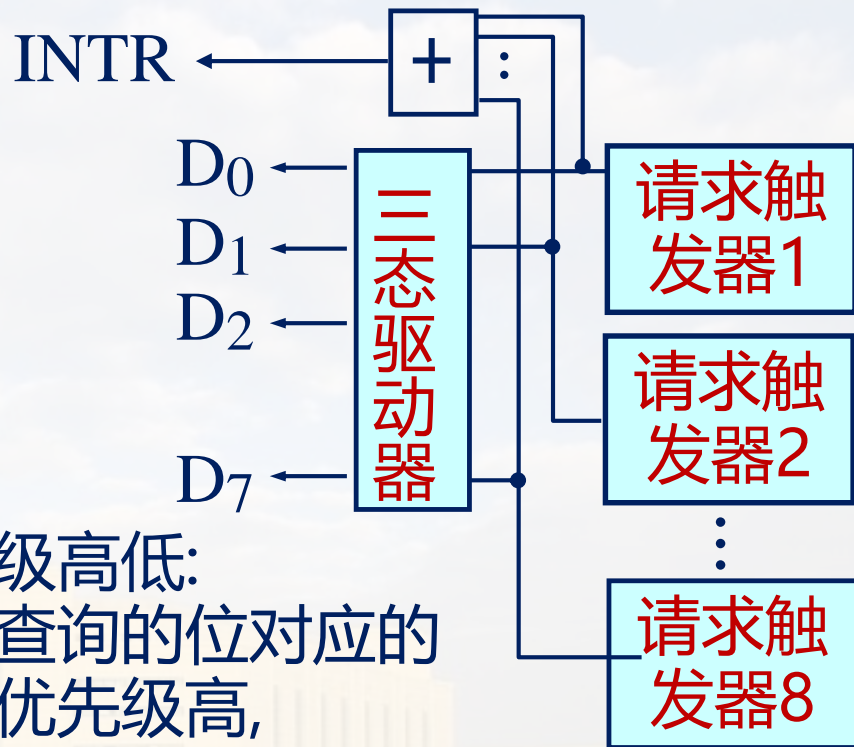 INTR
+
D0
D1
D2
D7
三态驱动器
请求触
发器1
请求触
发器2
请求触
发器8
级高低:
查询的位对应的
优先级高,